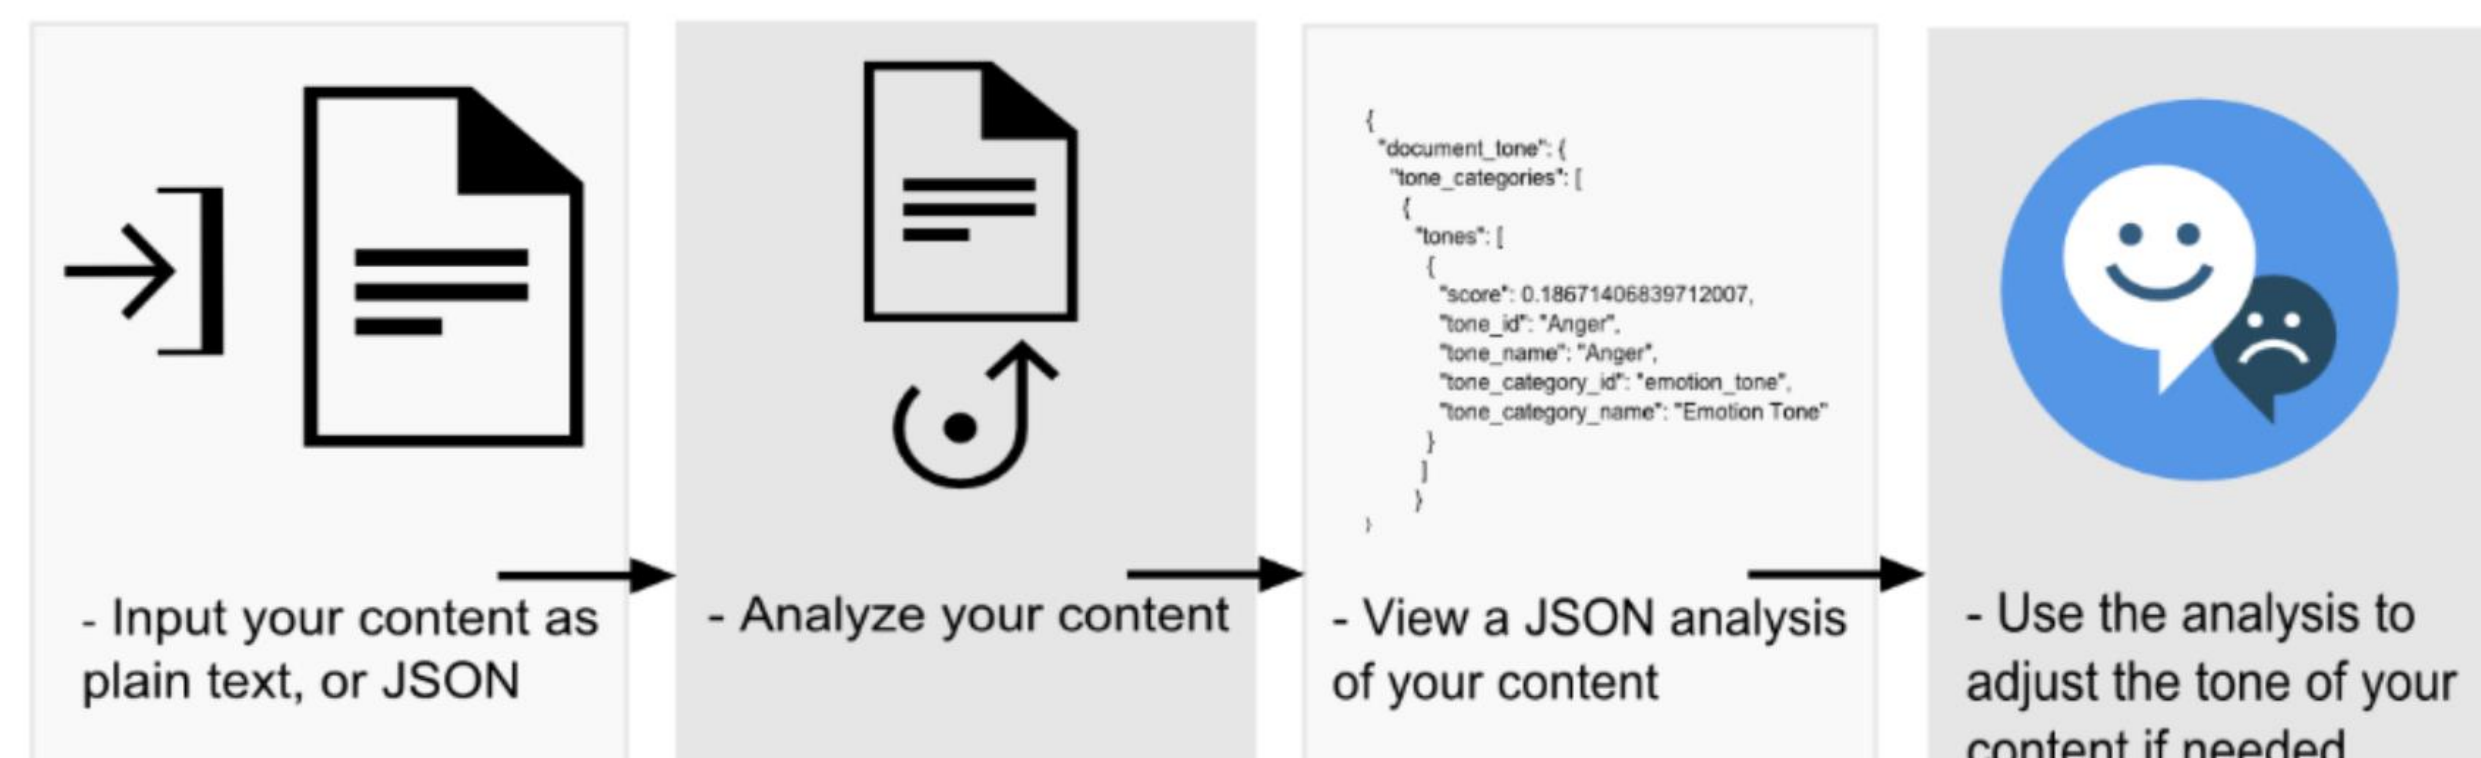 - Input your content as
plain text, or JSON
- Analyze your content
{
"document_tone": {
"tone_categories": [
{
"tones": [
{
"score": 0.18671406839712007,
"tone_id": "Anger",
"tone_name": "Anger",
"tone_category_id": "emotion_tone",
"tone_category_name": "Emotion Tone"
}
]
}
}
- View a JSON analysis
of your content
- Use the analysis to
adjust the tone of your
content if needed